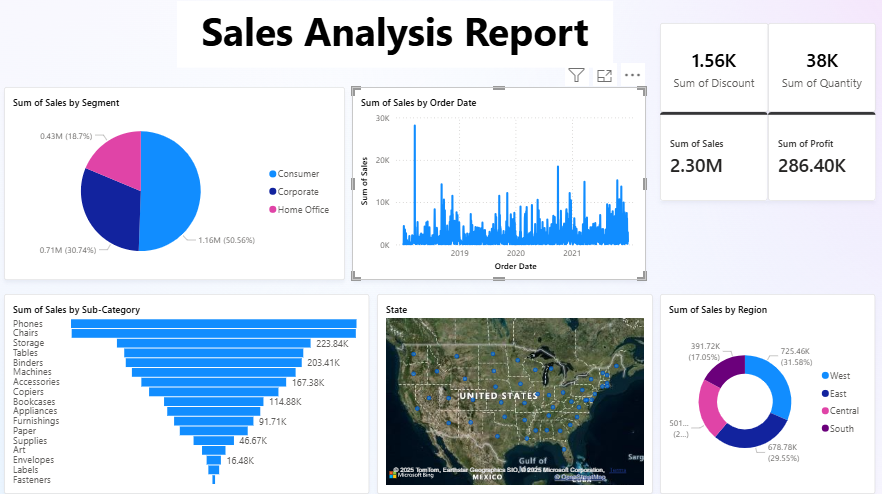 Sales Analysis Report
1.56K
Sum of Discount
38K
Sum of Quantity
Sum of Sales
2.30M
Sum of Profit
286.40K
Sum of Sales by Segment
0.43M (18.7%)
0.71M (30.74%)
1.16M (50.56%)
Consumer
Corporate
Home Office
Sum of Sales by Order Date
Sum of Sales
30K
20K
10K
0K
2019
2020
2021
Order Date
Sum of Sales by Sub-Category
Phones
Chairs
Storage 223.84K
Tables
Binders 203.41K
Machines
Accessories 167.38K
Copiers
Bookcases 114.88K
Appliances
Furnishings 91.71K
Paper
Supplies 46.67K
Art
Envelopes 16.48K
Labels
Fasteners
State
UNITED STATES
Gulf of
MEXICO
Sarg
CUBA
© 2025 TomTom, Earthstar Geographics SIO, © 2025 Microsoft Corporation,
Terms
Microsoft Bing
© OpenStreetMap
Sum of Sales by Region
391.72K
(17.05%)
725.46K
(31.58%)
501...
(2...)
678.78K
(29.55%)
West
East
Central
South